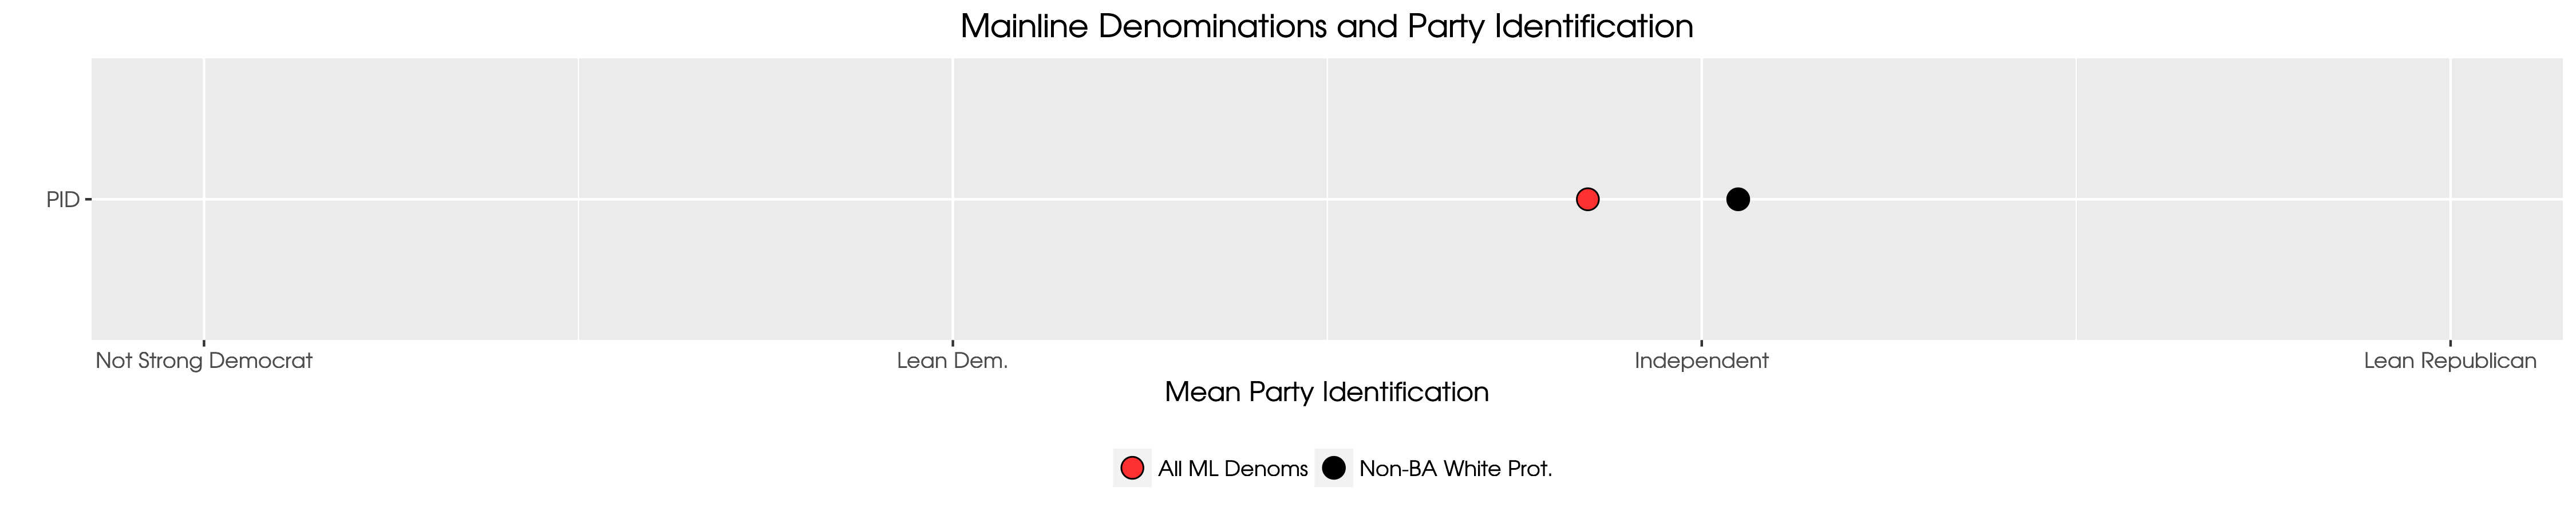 Mainline Denominations and Party Identification
PID
Not Strong Democrat Lean Dem. Independent Lean Republican
Mean Party Identification
All ML Denoms Non-BA White Prot.